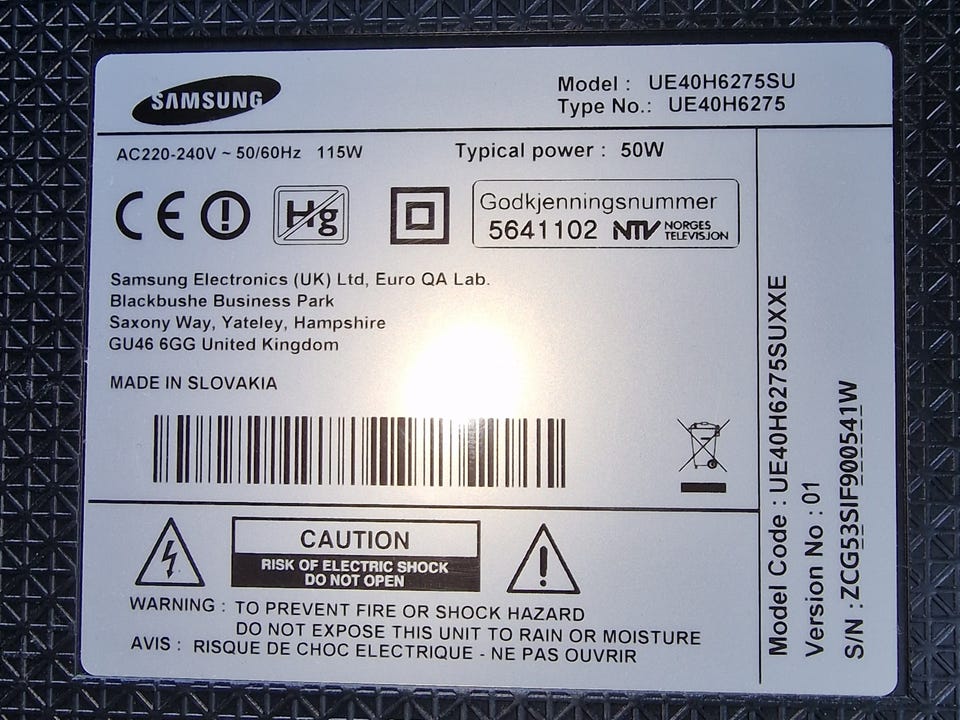 SAMSUNG
Model : UE40H6275SU
Type No.: UE40H6275
AC220-240V ~ 50/60Hz 115W
Typical power : 50W
CE
Hg
Godkjenningsnummer
5641102 NTV NORGES TELEVISJON
Samsung Electronics (UK) Ltd, Euro QA Lab.
Blackbushe Business Park
Saxony Way, Yateley, Hampshire
GU46 6GG United Kingdom
MADE IN SLOVAKIA
CAUTION
RISK OF ELECTRIC SHOCK
DO NOT OPEN
WARNING : TO PREVENT FIRE OR SHOCK HAZARD
DO NOT EXPOSE THIS UNIT TO RAIN OR MOISTURE
AVIS : RISQUE DE CHOC ELECTRIQUE - NE PAS OUVRIR
Model Code : UE40H6275SUXXE
Version No : 01
S/N : ZCG53SIF900541W